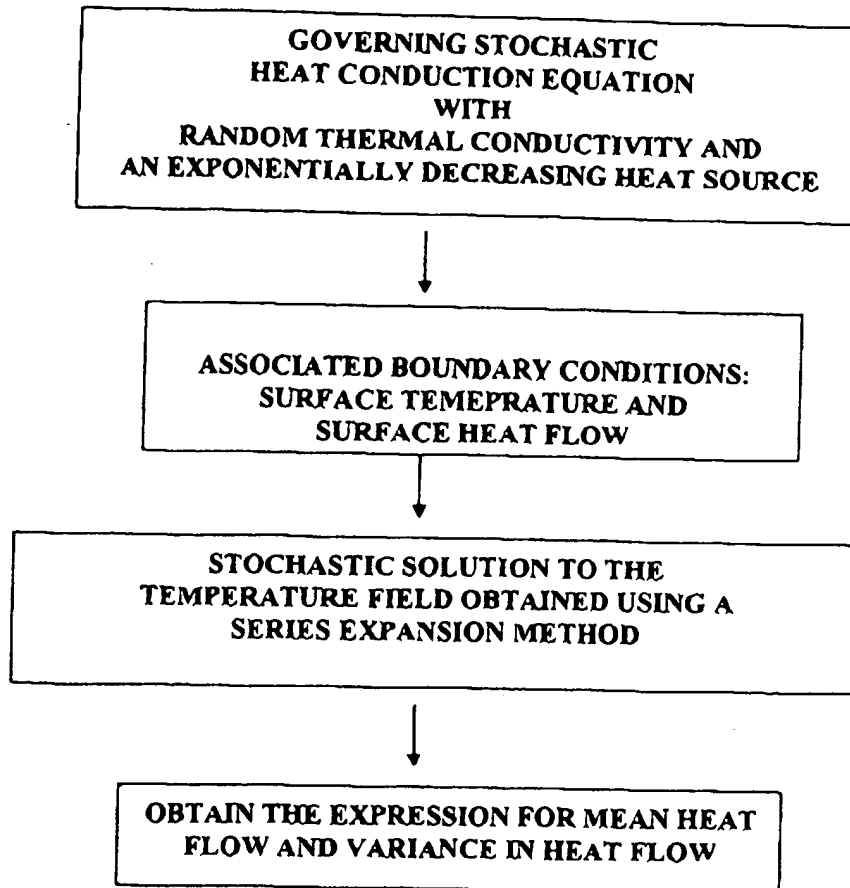 GOVERNING STOCHASTIC
HEAT CONDUCTION EQUATION
WITH
RANDOM THERMAL CONDUCTIVITY AND
AN EXPONENTIALLY DECREASING HEAT SOURCE
ASSOCIATED BOUNDARY CONDITIONS:
SURFACE TEMEPRATURE AND
SURFACE HEAT FLOW
STOCHASTIC SOLUTION TO THE
TEMPERATURE FIELD OBTAINED USING A
SERIES EXPANSION METHOD
OBTAIN THE EXPRESSION FOR MEAN HEAT
FLOW AND VARIANCE IN HEAT FLOW